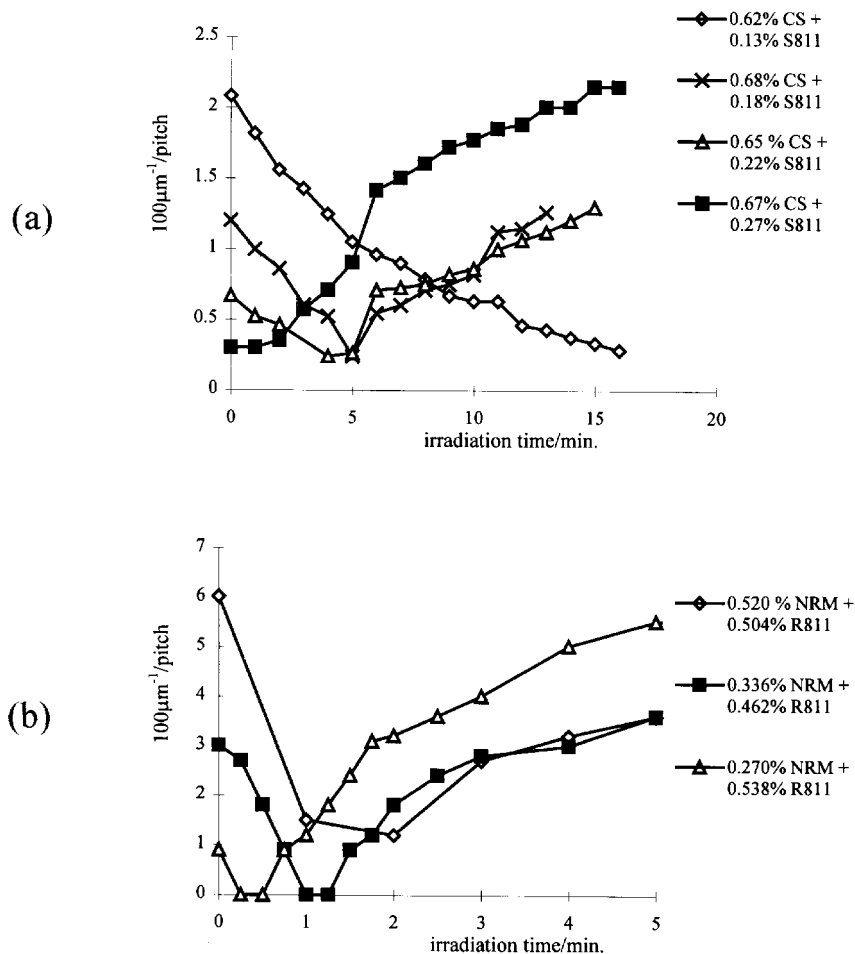 (a)
100µm⁻¹/pitch
2.5
2
1.5
1
0.5
0
0
5
10
15
20
irradiation time/min.
0.62% CS +
0.13% S811
0.68% CS +
0.18% S811
0.65 % CS +
0.22% S811
0.67% CS +
0.27% S811
(b)
100µm⁻¹/pitch
7
6
5
4
3
2
1
0
0
1
2
3
4
5
irradiation time/min.
0.520 % NRM +
0.504% R811
0.336% NRM +
0.462% R811
0.270% NRM +
0.538% R811